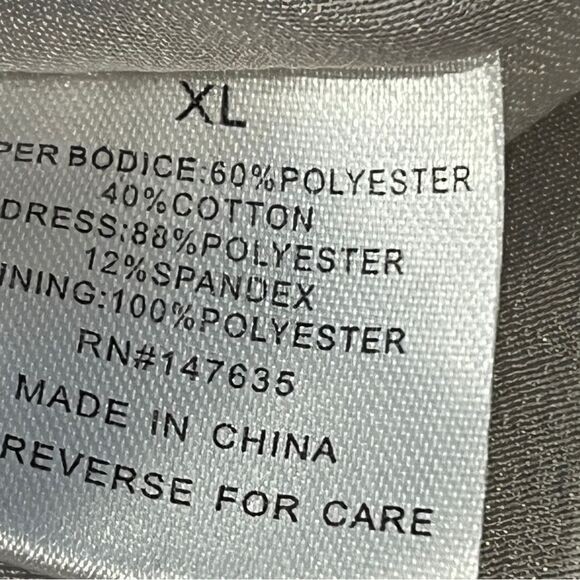 XL
PER BODICE:60%POLYESTER
40%COTTON
DRESS:88%POLYESTER
12%SPANDEX
INING:100%POLYESTER
RN#147635
MADE IN CHINA
REVERSE FOR CARE